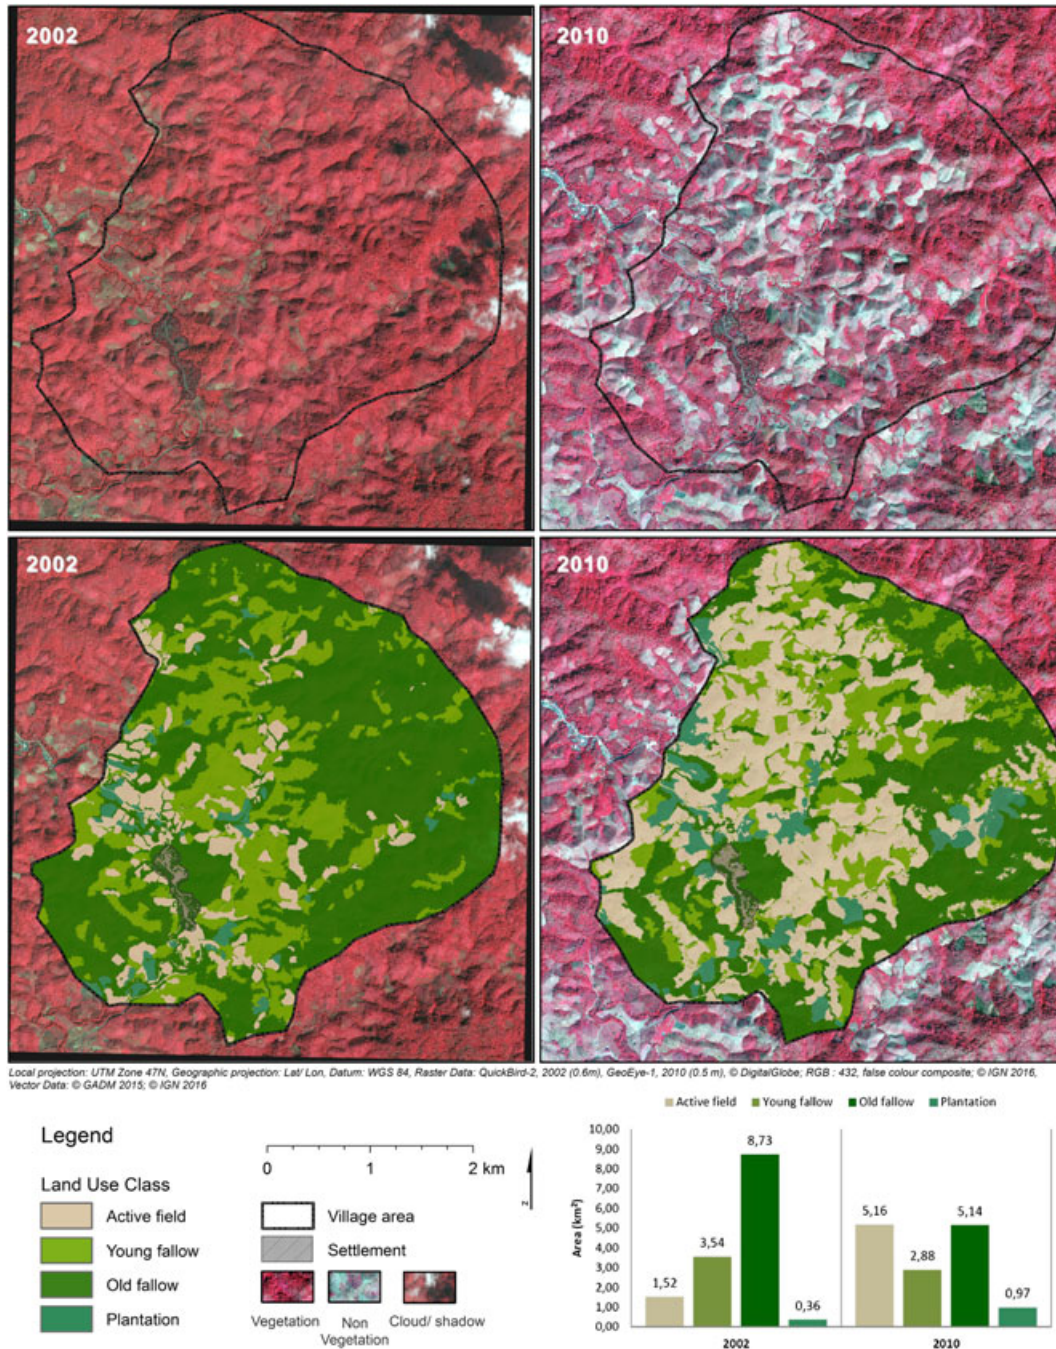 2002
2010
2002
2010
Local projection: UTM Zone 47N, Geographic projection: Lat/ Lon, Datum: WGS 84, Raster Data: QuickBird-2, 2002 (0.6m), GeoEye-1, 2010 (0.5 m), © DigitalGlobe; RGB : 432, false colour composite; © IGN 2016,
Vector Data: © GADM 2015; © IGN 2016
Legend
Land Use Class
Active field
Young fallow
Old fallow
Plantation
0 1 2 km
Village area
Settlement
Vegetation
Non
Vegetation
Cloud/ shadow
N
Active field Young fallow Old fallow Plantation
Area (km²)
10,00
9,00
8,00
7,00
6,00
5,00
4,00
3,00
2,00
1,00
0,00
1,52
3,54
8,73
0,36
5,16
2,88
5,14
0,97
2002
2010